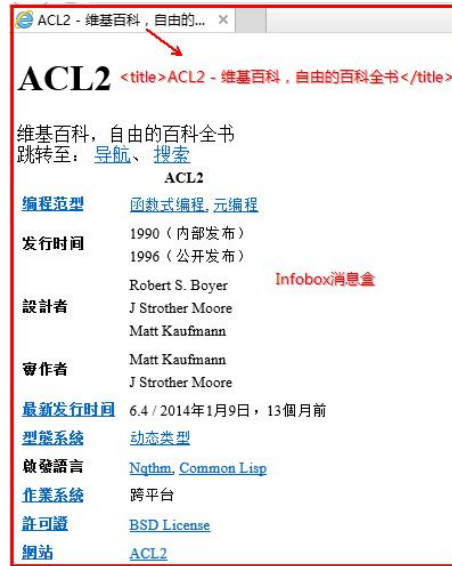 ACL2 - 维基百科，自由的... ×
ACL2 <title>ACL2 - 维基百科，自由的百科全书</title>
维基百科，自由的百科全书
跳转至： 导航、 搜索
ACL2
编程范型 函数式编程, 元编程
发行时间 1990（内部发布）
1996（公开发布）
設計者 Robert S. Boyer
J Strother Moore
Matt Kaufmann
Infobox消息盒
實作者 Matt Kaufmann
J Strother Moore
最新发行时间 6.4 / 2014年1月9日，13個月前
型態系统 动态类型
啟發語言 Nqthm, Common Lisp
作業系统 跨平台
許可證 BSD License
網站 ACL2